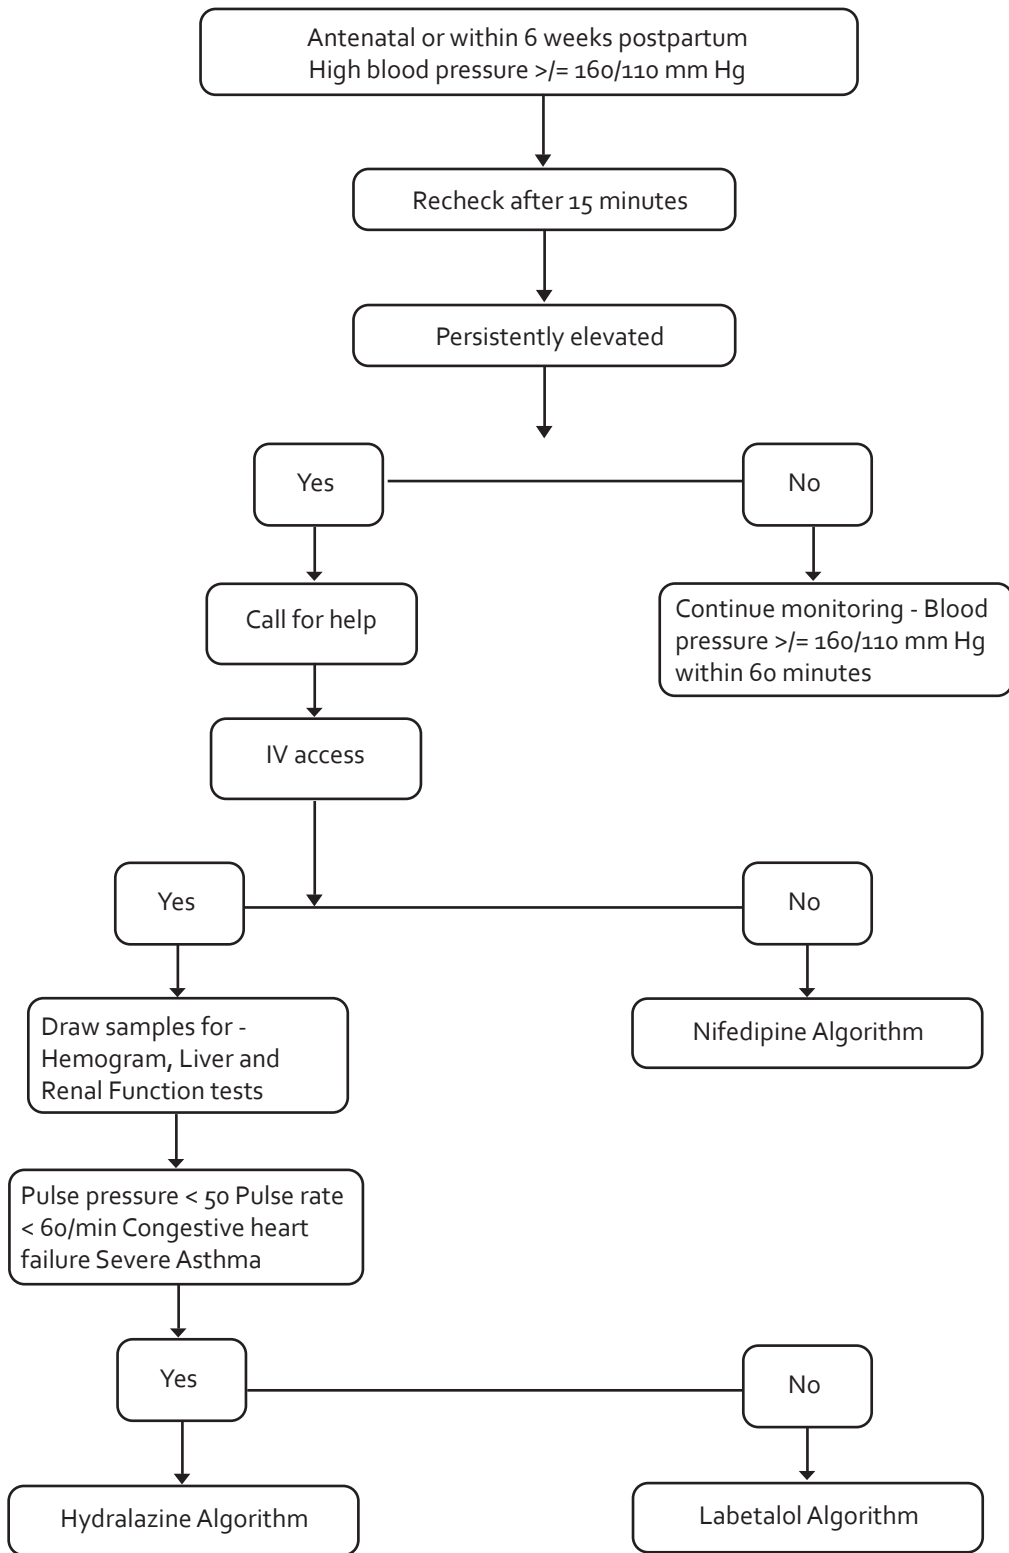 Antenatal or within 6 weeks postpartum
High blood pressure >/= 160/110 mm Hg
Recheck after 15 minutes
Persistently elevated
Yes
No
Call for help
Continue monitoring - Blood
pressure >/= 160/110 mm Hg
within 60 minutes
IV access
Yes
No
Draw samples for -
Hemogram, Liver and
Renal Function tests
Nifedipine Algorithm
Pulse pressure < 50 Pulse rate
< 60/min Congestive heart
failure Severe Asthma
Yes
No
Hydralazine Algorithm
Labetalol Algorithm